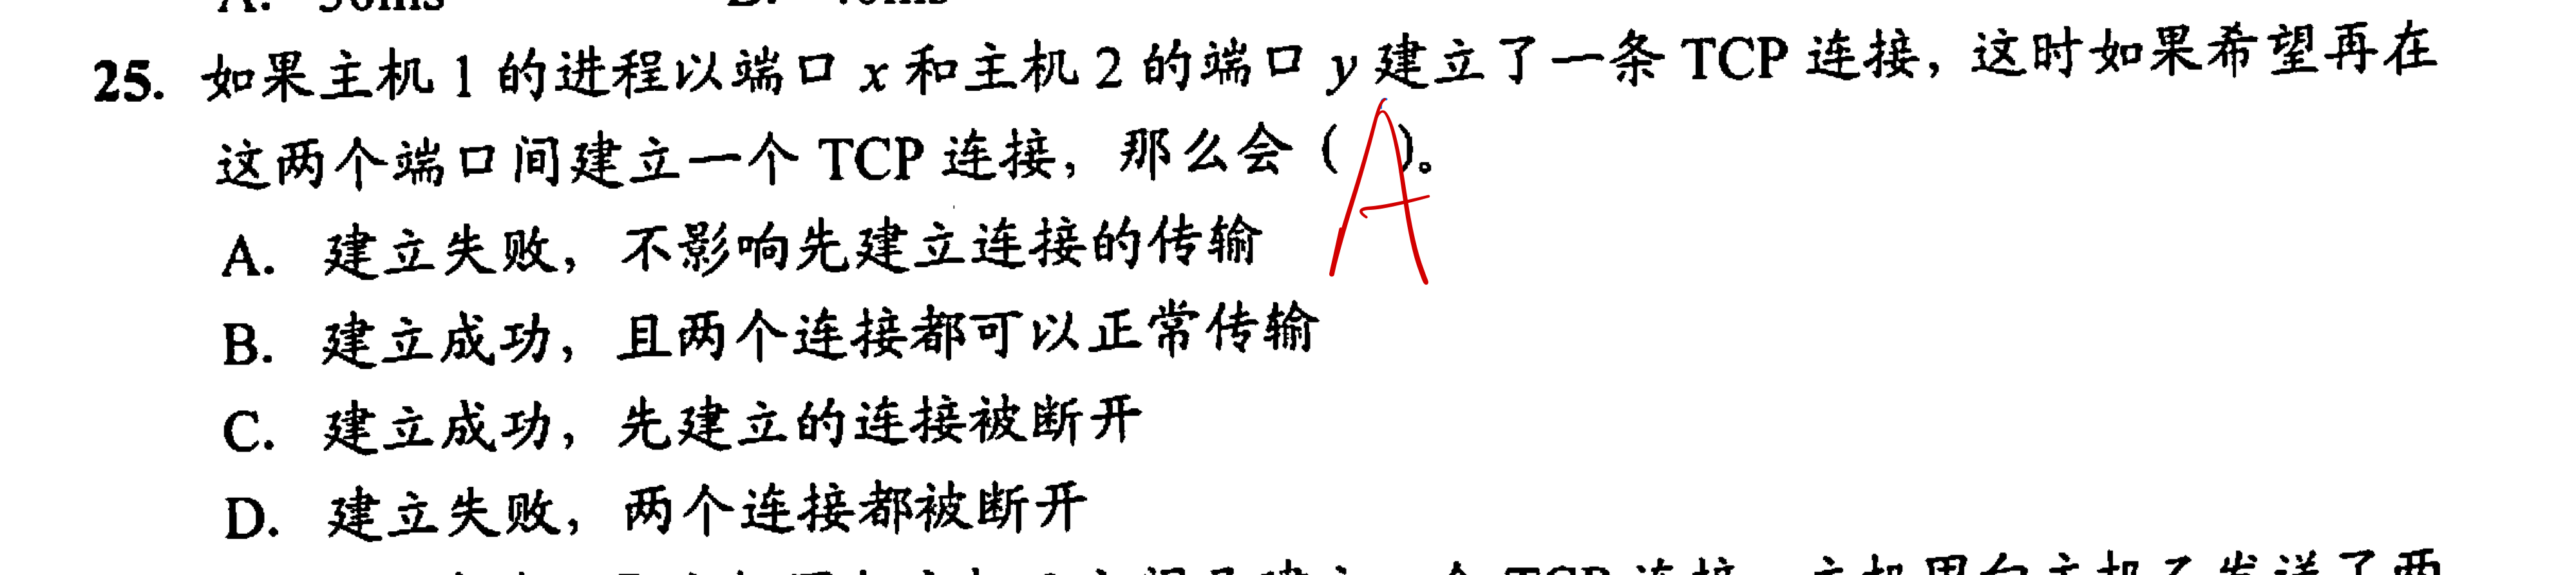 25. 如果主机 1 的进程以端口 x 和主机 2 的端口 y 建立了一条 TCP 连接，这时如果希望再在
这两个端口间建立一个 TCP 连接，那么会（ A ）。
A. 建立失败，不影响先建立连接的传输
B. 建立成功，且两个连接都可以正常传输
C. 建立成功，先建立的连接被断开
D. 建立失败，两个连接都被断开